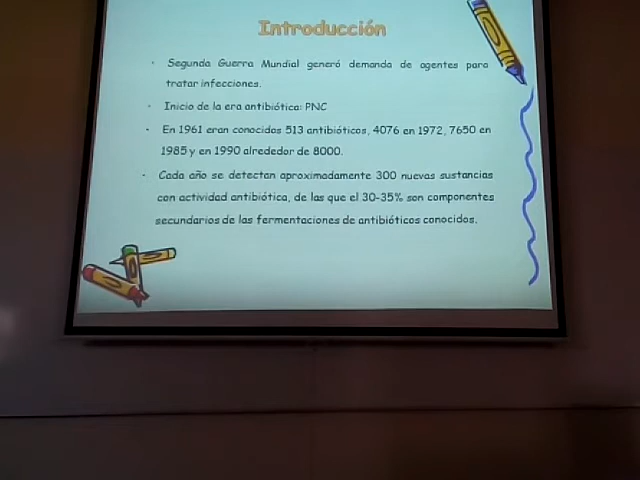 Introducción
• Segunda Guerra Mundial generó demanda de agentes para
tratar infecciones.
• Inicio de la era antibiótica: PNC
• En 1961 eran conocidos 513 antibióticos, 4076 en 1972, 7650 en
1985 y en 1990 alrededor de 8000.
• Cada año se detectan aproximadamente 300 nuevas sustancias
con actividad antibiótica, de las que el 30-35% son componentes
secundarios de las fermentaciones de antibióticos conocidos.